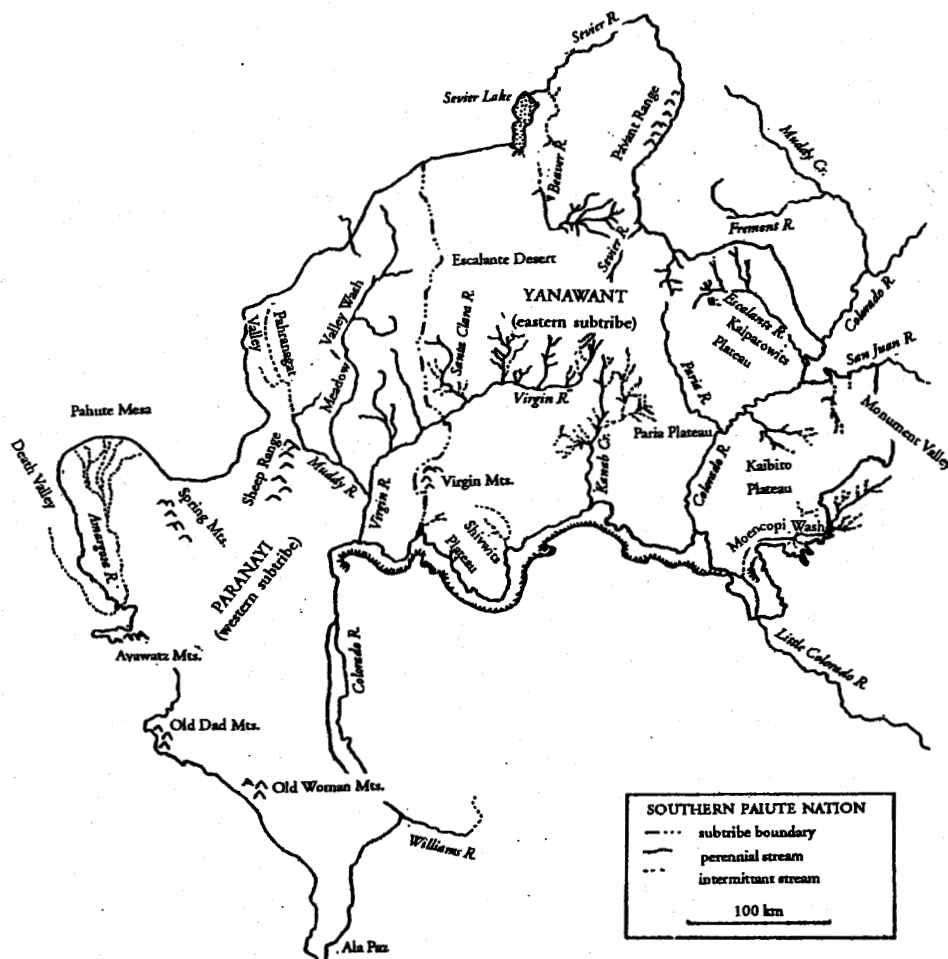 Sevier R.
Sevier Lake
Pavant Range
Beaver R.
Muddy Cr.
Fremont R.
Sevier R.
Escalante Desert
YANAWANT
(eastern subtribe)
Escalante R.
Kaiparowits
Plateau
Colorado R.
San Juan R.
Pahranagat
Valley
Meadow Valley Wash
Santa Clara R.
Virgin R.
Paria R.
Monument Valley
Pahute Mesa
Death Valley
Sheep Range
Muddy R.
Virgin R.
Virgin Mts.
Kanab Cr.
Paria Plateau
Colorado R.
Kaibito
Plateau
Spring Mts.
Amargosa R.
Shivwits
Plateau
Moencopi Wash
PARANAYI
(western subtribe)
Ayawatz Mts.
Colorado R.
Little Colorado R.
Old Dad Mts.
Old Woman Mts.
Williams R.
Ala Paz
SOUTHERN PAIUTE NATION
subtribe boundary
perennial stream
intermittant stream
100 km